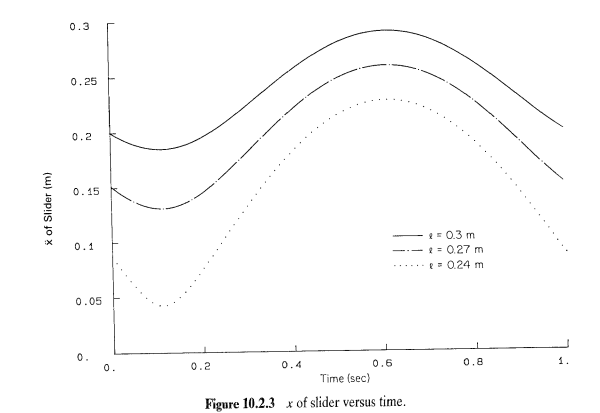 0.3
0.25
0.2
0.15
0.1
0.05
0.
ẍ of Slider (m)
ℓ = 0.3 m
ℓ = 0.27 m
ℓ = 0.24 m
0. 0.2 0.4 0.6 0.8 1.
Time (sec)
Figure 10.2.3 x of slider versus time.